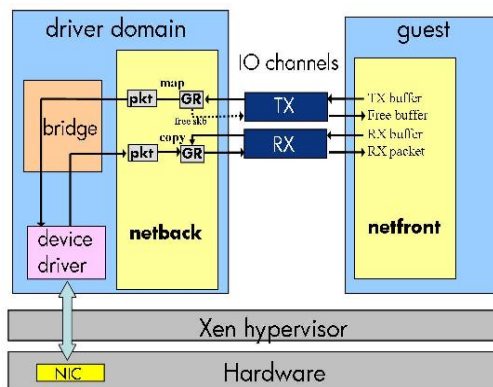 driver domain
guest
IO channels
map
pkt
GR
TX
TX buffer
Free buffer
free skb
bridge
copy
RX
RX buffer
RX packet
pkt
GR
netback
netfront
device
driver
Xen hypervisor
NIC
Hardware